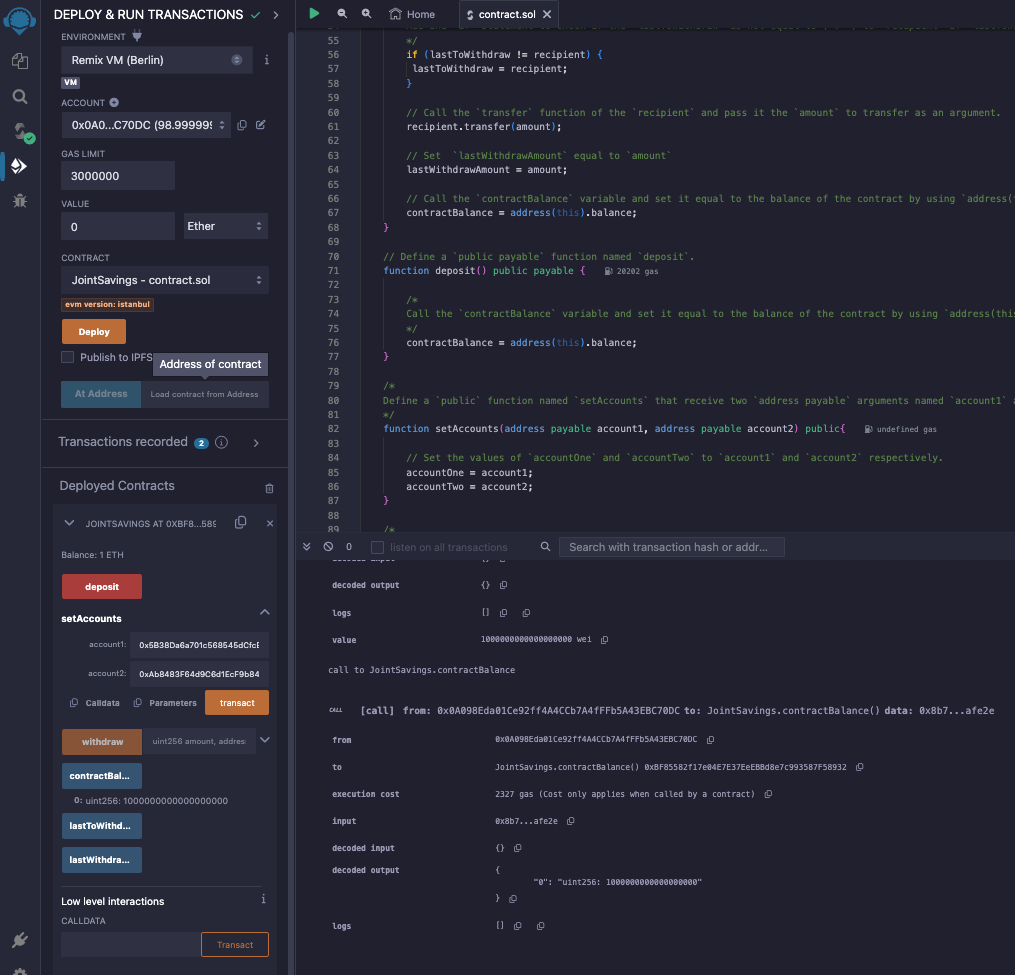 DEPLOY & RUN TRANSACTIONS
ENVIRONMENT
Remix VM (Berlin)
VM
ACCOUNT
0x0A0...C70DC (98.999999
GAS LIMIT
3000000
VALUE
0
Ether
CONTRACT
JointSavings - contract.sol
evm version: istanbul
Deploy
Publish to IPFS
Address of contract
At Address
Load contract from Address
Transactions recorded 2 i
Deployed Contracts
JOINTSAVINGS AT 0XBF8...589
Balance: 1 ETH
deposit
setAccounts
account1: 0x5B38Da6a701c568545dCfcE
account2: 0xAb8483F64d9C6d1EcF9b84
Calldata Parameters transact
withdraw uint256 amount, addres
contractBal...
0: uint256: 1000000000000000000
lastToWithd...
lastWithdra...
Low level interactions
CALLDATA
Transact
Home
contract.sol
55 */
56 if (lastToWithdraw != recipient) {
57 lastToWithdraw = recipient;
58 }
59
60 // Call the `transfer` function of the `recipient` and pass it the `amount` to transfer as an argument.
61 recipient.transfer(amount);
62
63 // Set  `lastWithdrawAmount` equal to `amount`
64 lastWithdrawAmount = amount;
65
66 // Call the `contractBalance` variable and set it equal to the balance of the contract by using `address(
67 contractBalance = address(this).balance;
68 }
69
70 // Define a `public payable` function named `deposit`.
71 function deposit() public payable { 20202 gas
72
73 /*
74 Call the `contractBalance` variable and set it equal to the balance of the contract by using `address(this
75 */
76 contractBalance = address(this).balance;
77 }
78
79 /*
80 Define a `public` function named `setAccounts` that receive two `address payable` arguments named `account1`
81 */
82 function setAccounts(address payable account1, address payable account2) public{ undefined gas
83
84 // Set the values of `accountOne` and `accountTwo` to `account1` and `account2` respectively.
85 accountOne = account1;
86 accountTwo = account2;
87 }
88
89 /*
0 listen on all transactions Search with transaction hash or addr...
decoded output {}
logs []
value 1000000000000000000 wei
call to JointSavings.contractBalance
CALL [call] from: 0x0A098Eda01Ce92ff4A4CCb7A4fFFb5A43EBC70DC to: JointSavings.contractBalance() data: 0x8b7...afe2e
from 0x0A098Eda01Ce92ff4A4CCb7A4fFFb5A43EBC70DC
to JointSavings.contractBalance() 0xBF85582f17e04E7E37EeEBBd8e7c993587F58932
execution cost 2327 gas (Cost only applies when called by a contract)
input 0x8b7...afe2e
decoded input {}
decoded output {
"0": "uint256: 1000000000000000000"
}
logs []